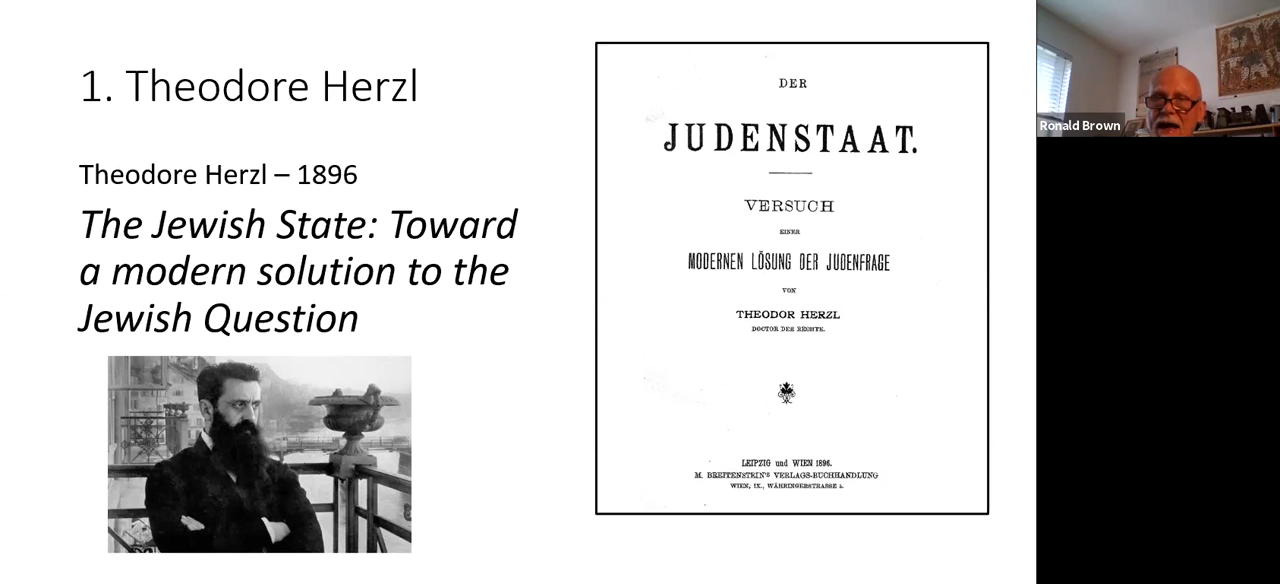 1. Theodore Herzl
Theodore Herzl – 1896
The Jewish State: Toward
a modern solution to the
Jewish Question
DER
JUDENSTAAT.
VERSUCH
EINER
MODERNEN LÖSUNG DER JUDENFRAGE
VON
THEODOR HERZL
DOCTOR DER RECHTE.
LEIPZIG und WIEN 1896.
M. BREITENSTEIN'S VERLAGS-BUCHHANDLUNG
WIEN, IX., WÄHRINGERSTRASSE 5.
Ronald Brown